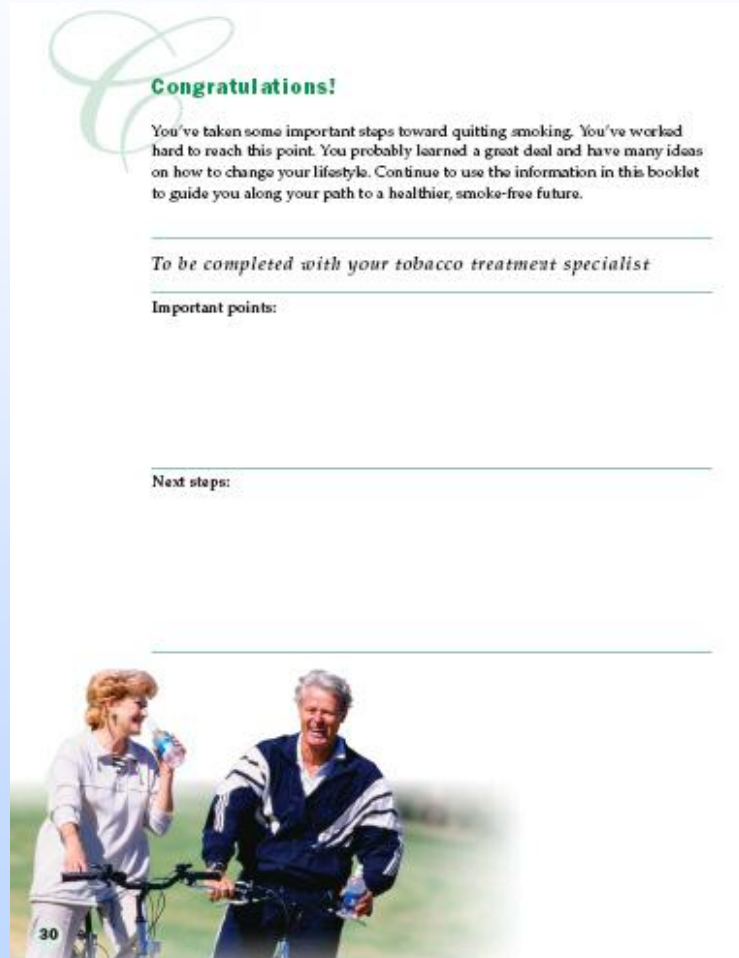 Congratulations!
You've taken some important steps toward quitting smoking. You've worked
hard to reach this point. You probably learned a great deal and have many ideas
on how to change your lifestyle. Continue to use the information in this booklet
to guide you along your path to a healthier, smoke-free future.
To be completed with your tobacco treatment specialist
Important points:
Next steps:
30